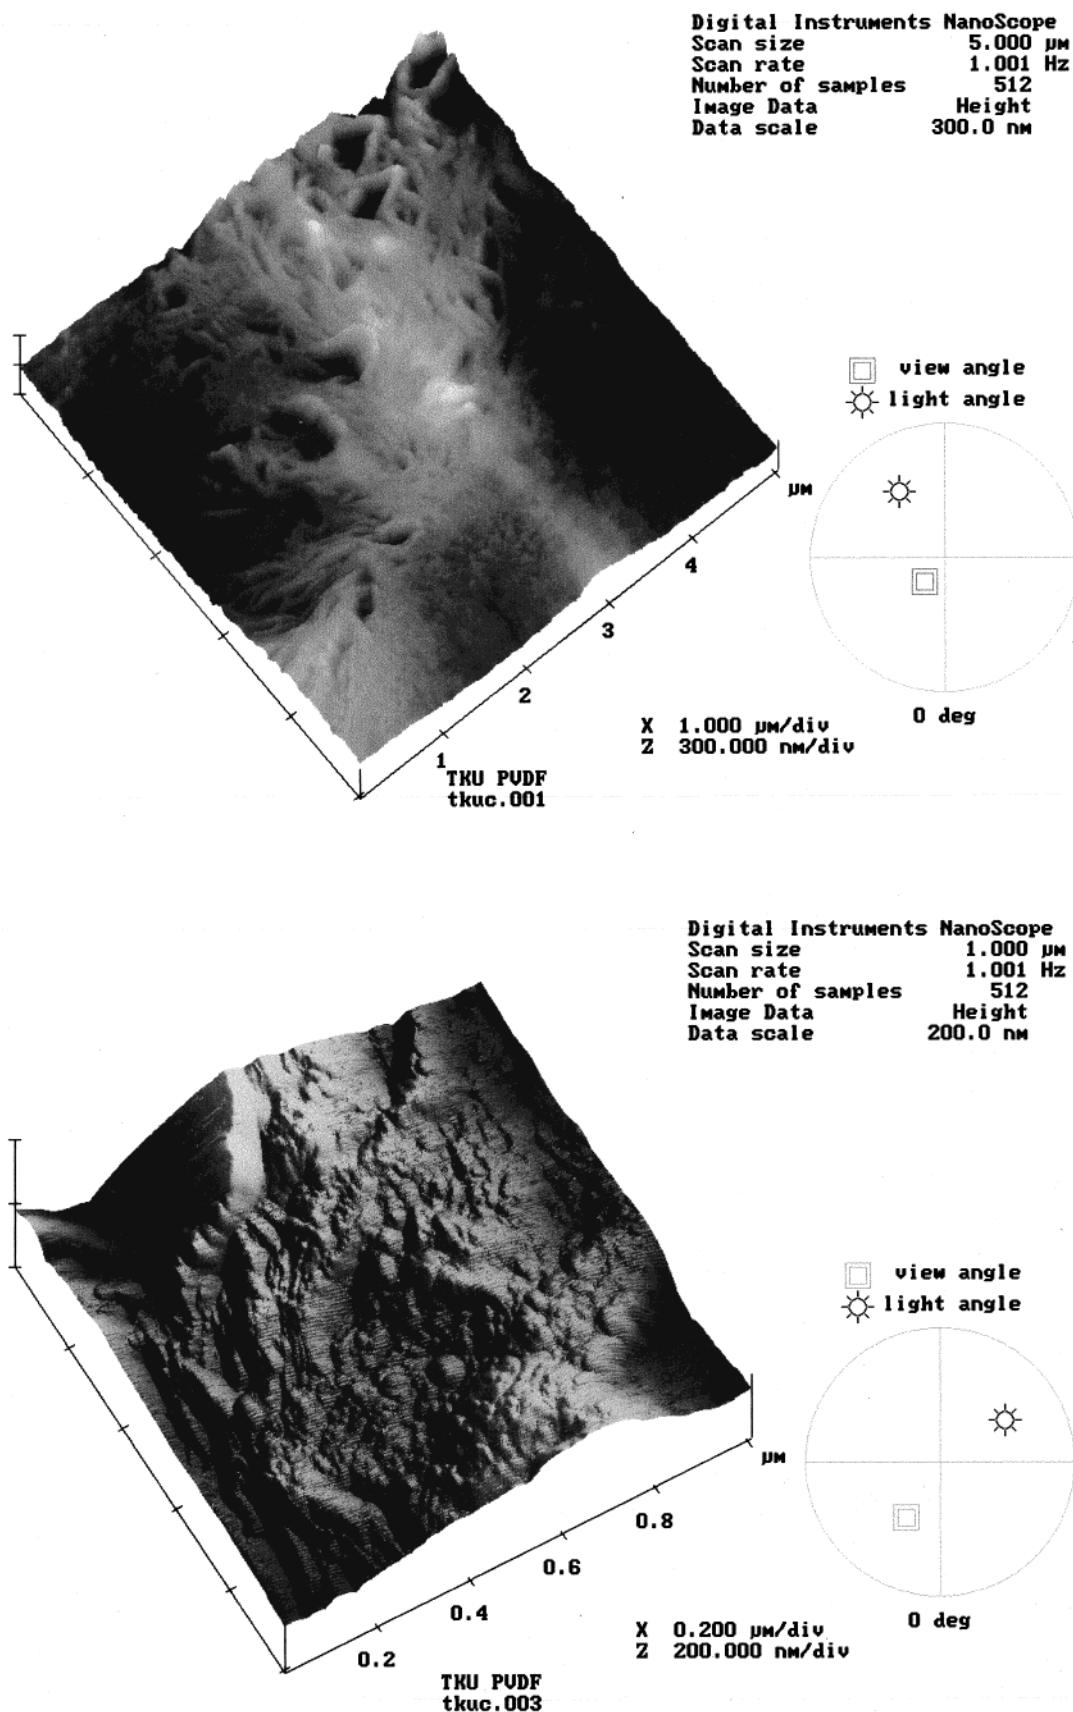 Digital Instruments NanoScope
Scan size 5.000 µm
Scan rate 1.001 Hz
Number of samples 512
Image Data Height
Data scale 300.0 nm
view angle
light angle
µm
4
3
2
1
0 deg
X 1.000 µm/div
Z 300.000 nm/div
TKU PVDF
tkuc.001
Digital Instruments NanoScope
Scan size 1.000 µm
Scan rate 1.001 Hz
Number of samples 512
Image Data Height
Data scale 200.0 nm
view angle
light angle
µm
0.8
0.6
0.4
0.2
0 deg
X 0.200 µm/div
Z 200.000 nm/div
TKU PVDF
tkuc.003